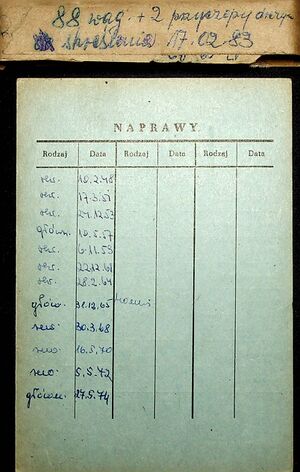 88 wag. + 2 przyczepy
skreślenia 17.02.83
NAPRAWY.
Rodzaj Data Rodzaj Data Rodzaj Data
rew. 10.2.48
rew. 17.3.51
rew. 21.12.53
główn. 10.5.57
rew. 6.11.59
rew. 22.12.61
rew. 28.2.64
główn. 31.12.65
rew. 30.3.68
rew. 16.5.70
rew. 5.5.72
główn. 27.5.74